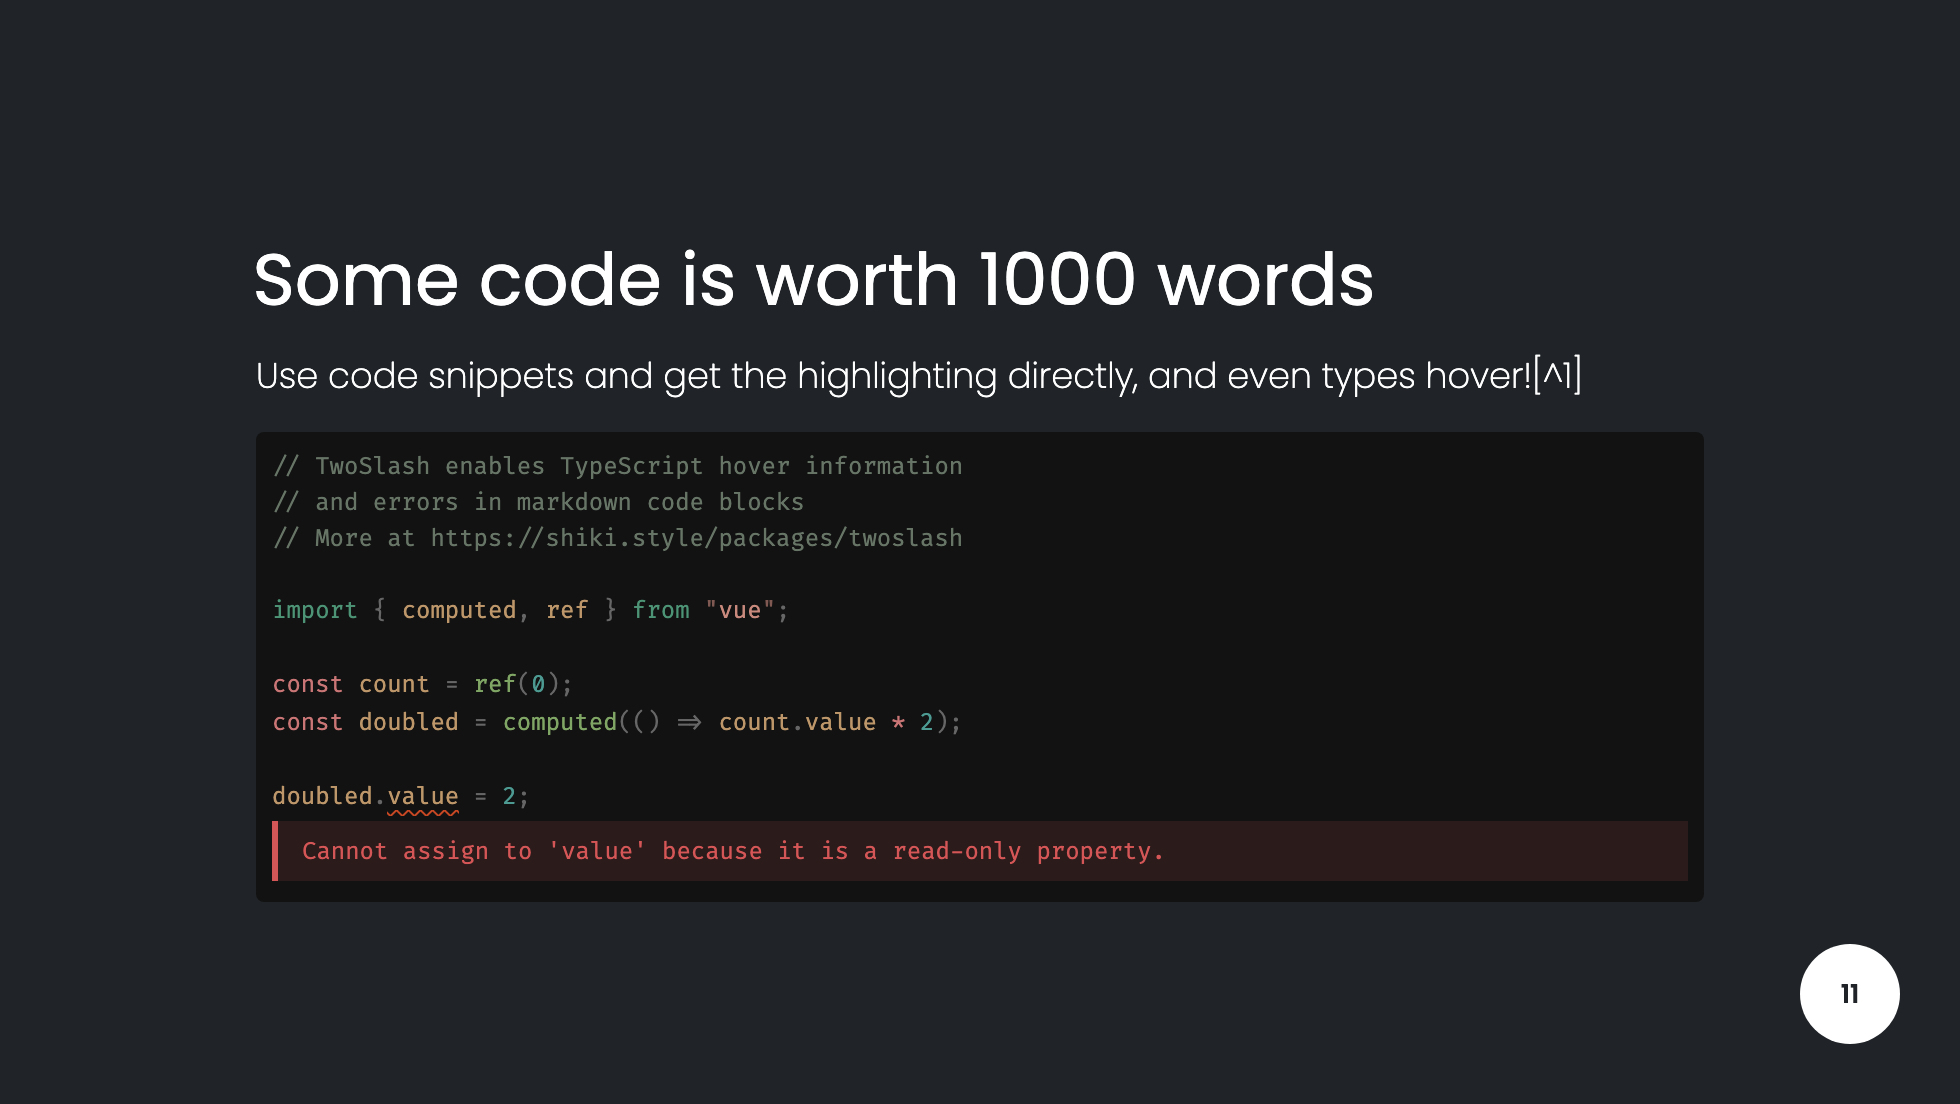 Some code is worth 1000 words
Use code snippets and get the highlighting directly, and even types hover![^1]
// TwoSlash enables TypeScript hover information
// and errors in markdown code blocks
// More at https://shiki.style/packages/twoslash
import { computed, ref } from "vue";
const count = ref(0);
const doubled = computed(() => count.value * 2);
doubled.value = 2;
Cannot assign to 'value' because it is a read-only property.
11